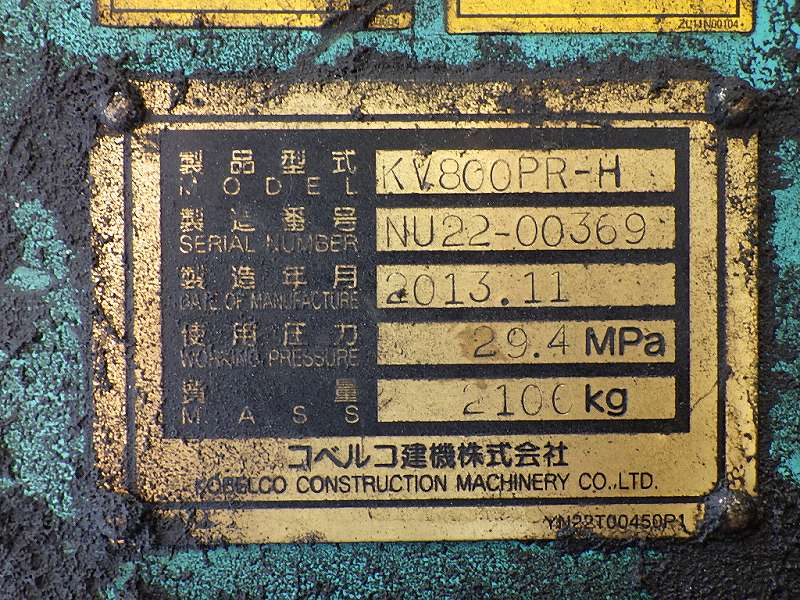 ZU11N00104
製品型式 KV800PR-H
MODEL
製造番号 NU22-00369
SERIAL NUMBER
製造年月 2013.11
DATE OF MANUFACTURE
使用圧力 29.4 MPa
WORKING PRESSURE
質量 2100 kg
MASS
コベルコ建機株式会社
KOBELCO CONSTRUCTION MACHINERY CO.,LTD.
YN22T00450P1